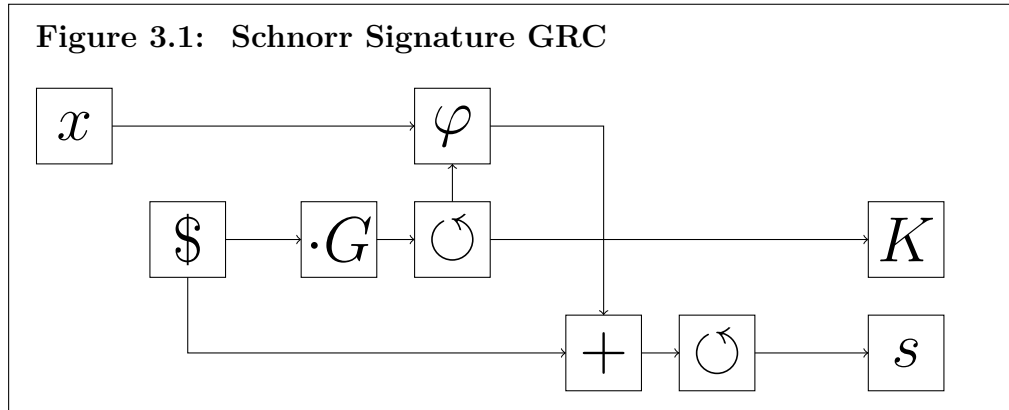 Figure 3.1: Schnorr Signature GRC
x φ
$ ·G ↺ K
+ ↺ s